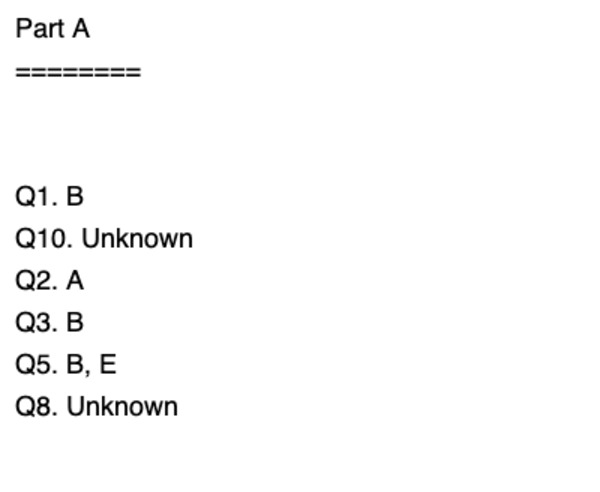 Part A
========
Q1. B
Q10. Unknown
Q2. A
Q3. B
Q5. B, E
Q8. Unknown